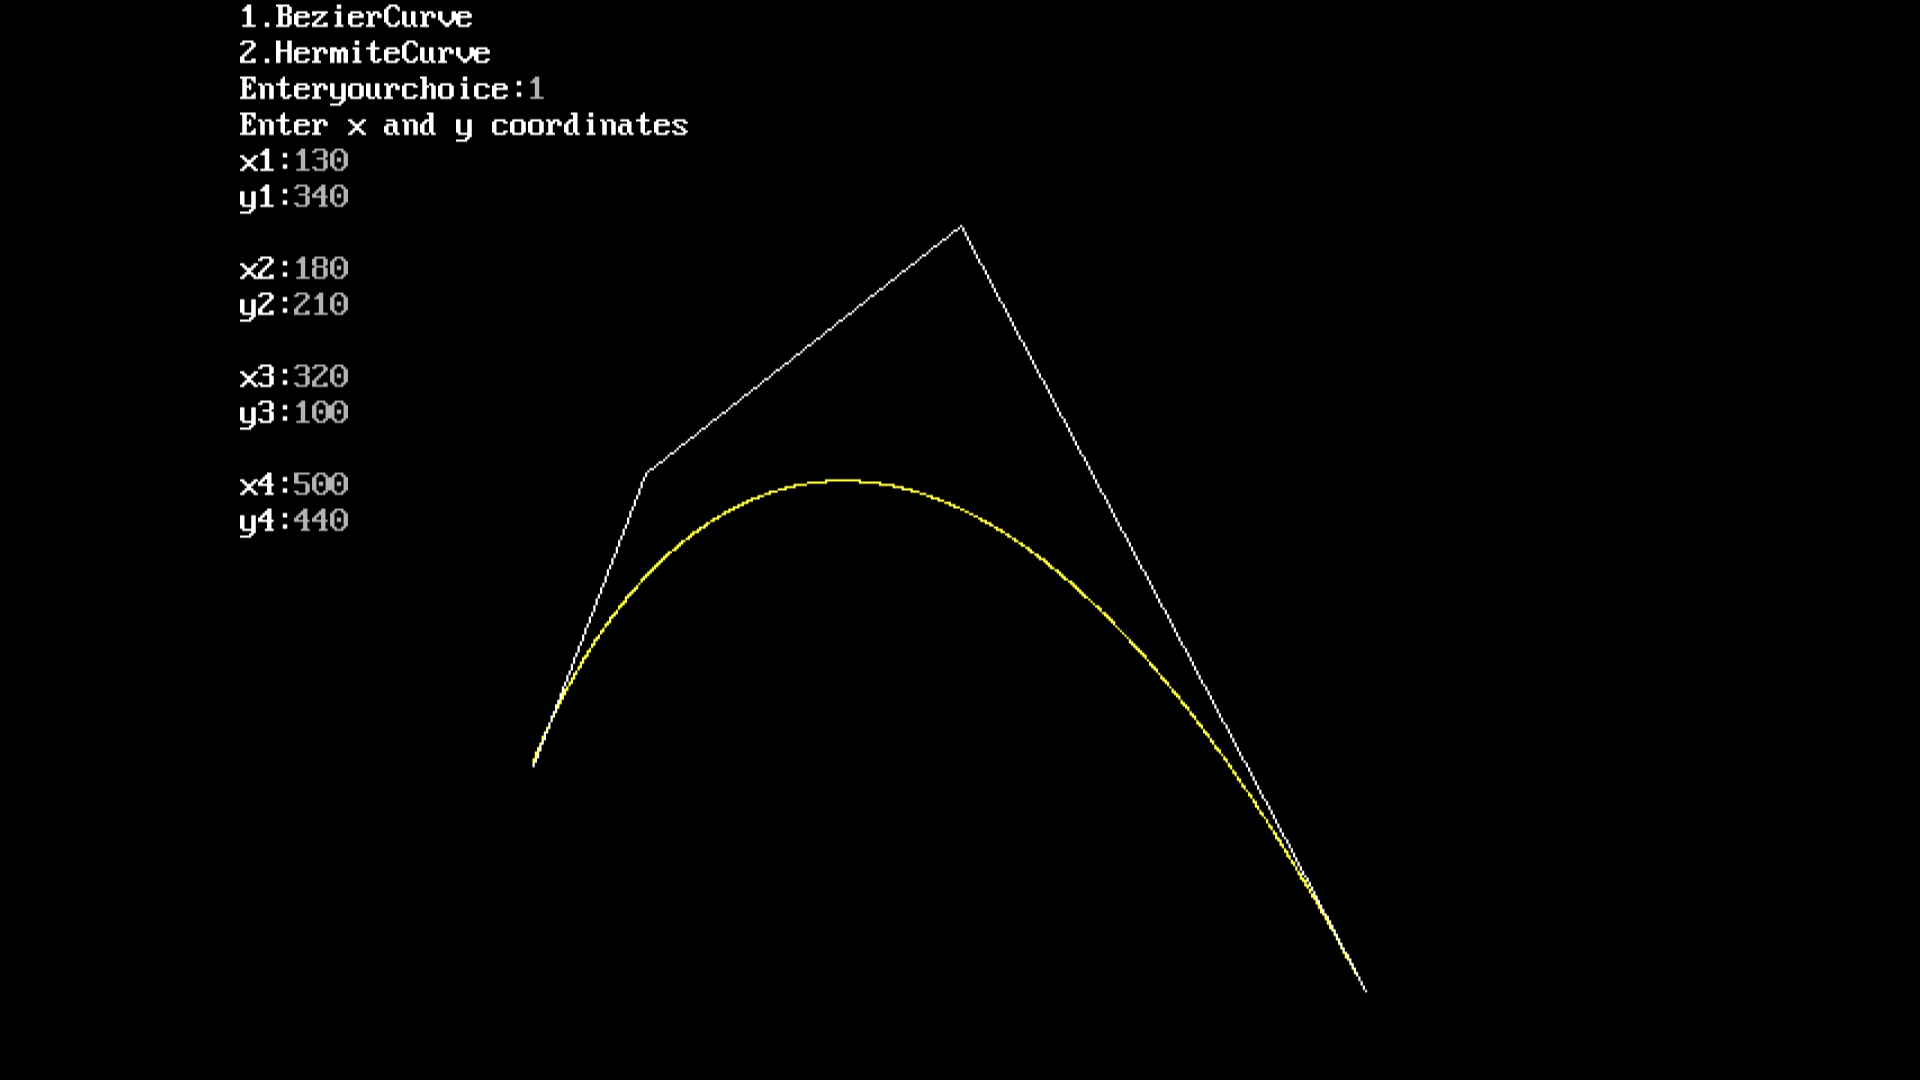 1.BezierCurve
2.HermiteCurve
Enteryourchoice:1
Enter x and y coordinates
x1:130
y1:340
x2:180
y2:210
x3:320
y3:100
x4:500
y4:440